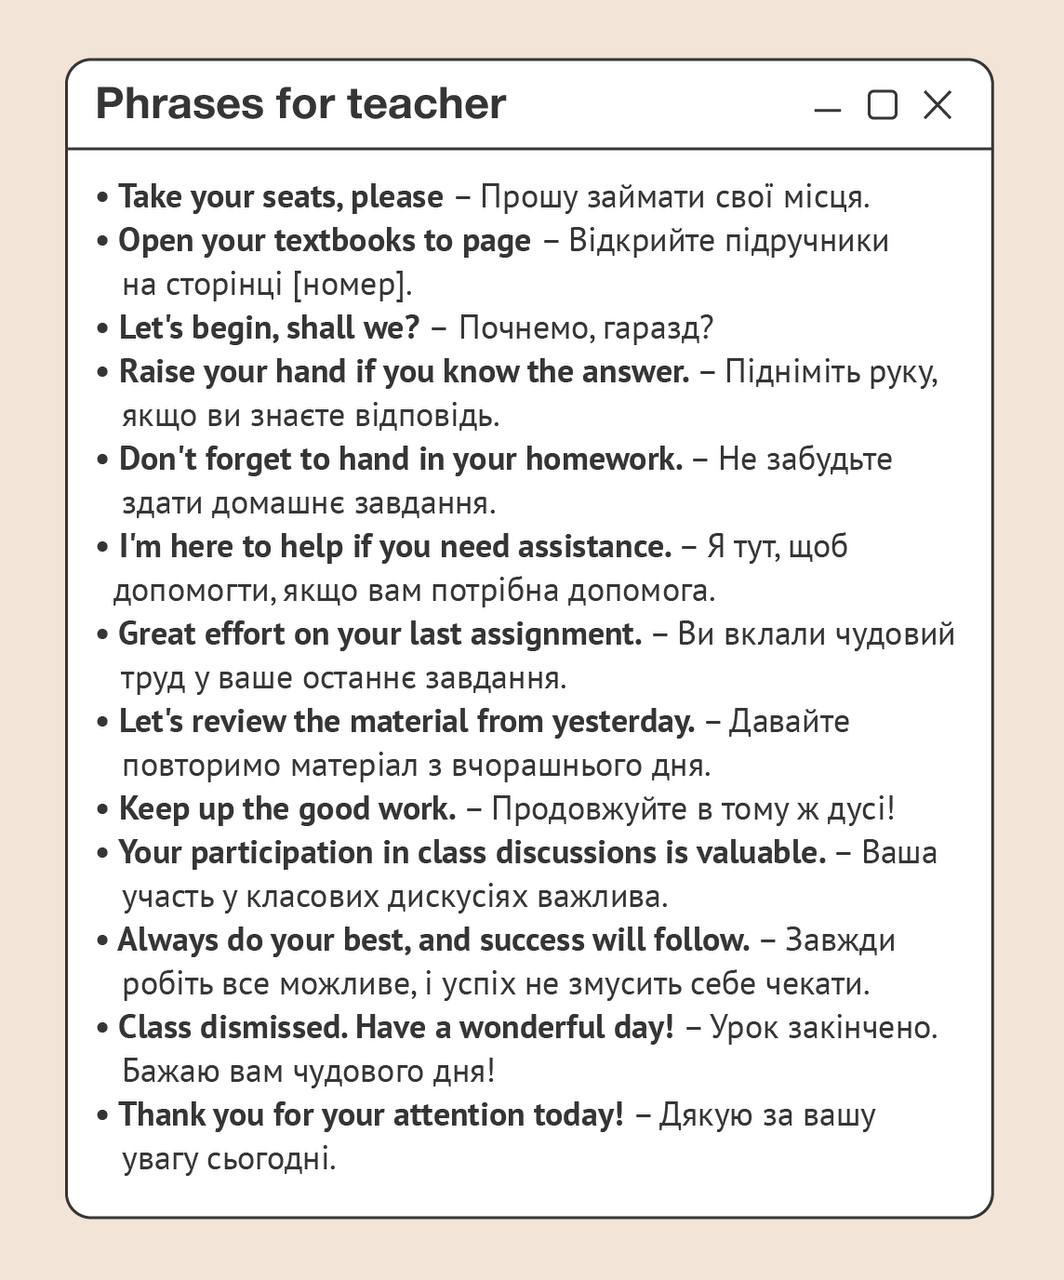 Phrases for teacher
• Take your seats, please – Прошу займати свої місця.
• Open your textbooks to page – Відкрийте підручники
на сторінці [номер].
• Let's begin, shall we? – Почнемо, гаразд?
• Raise your hand if you know the answer. – Підніміть руку,
якщо ви знаєте відповідь.
• Don't forget to hand in your homework. – Не забудьте
здати домашнє завдання.
• I'm here to help if you need assistance. – Я тут, щоб
допомогти, якщо вам потрібна допомога.
• Great effort on your last assignment. – Ви вклали чудовий
труд у ваше останнє завдання.
• Let's review the material from yesterday. – Давайте
повторимо матеріал з вчорашнього дня.
• Keep up the good work. – Продовжуйте в тому ж дусі!
• Your participation in class discussions is valuable. – Ваша
участь у класових дискусіях важлива.
• Always do your best, and success will follow. – Завжди
робіть все можливе, і успіх не змусить себе чекати.
• Class dismissed. Have a wonderful day! – Урок закінчено.
Бажаю вам чудового дня!
• Thank you for your attention today! – Дякую за вашу
увагу сьогодні.